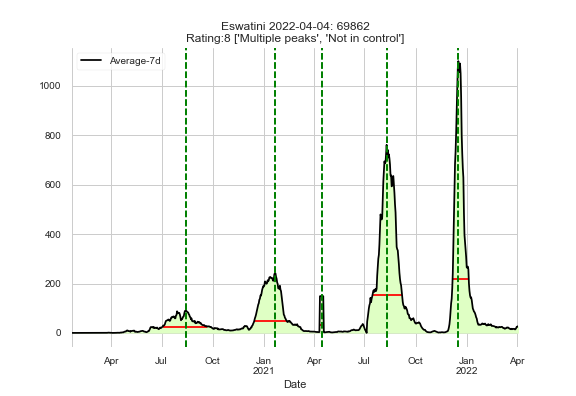 Eswatini 2022-04-04: 69862
Rating:8 ['Multiple peaks', 'Not in control']
Average-7d
1000
800
600
400
200
0
Apr Jul Oct Jan Apr Jul Oct Jan Apr
2021 2022
Date